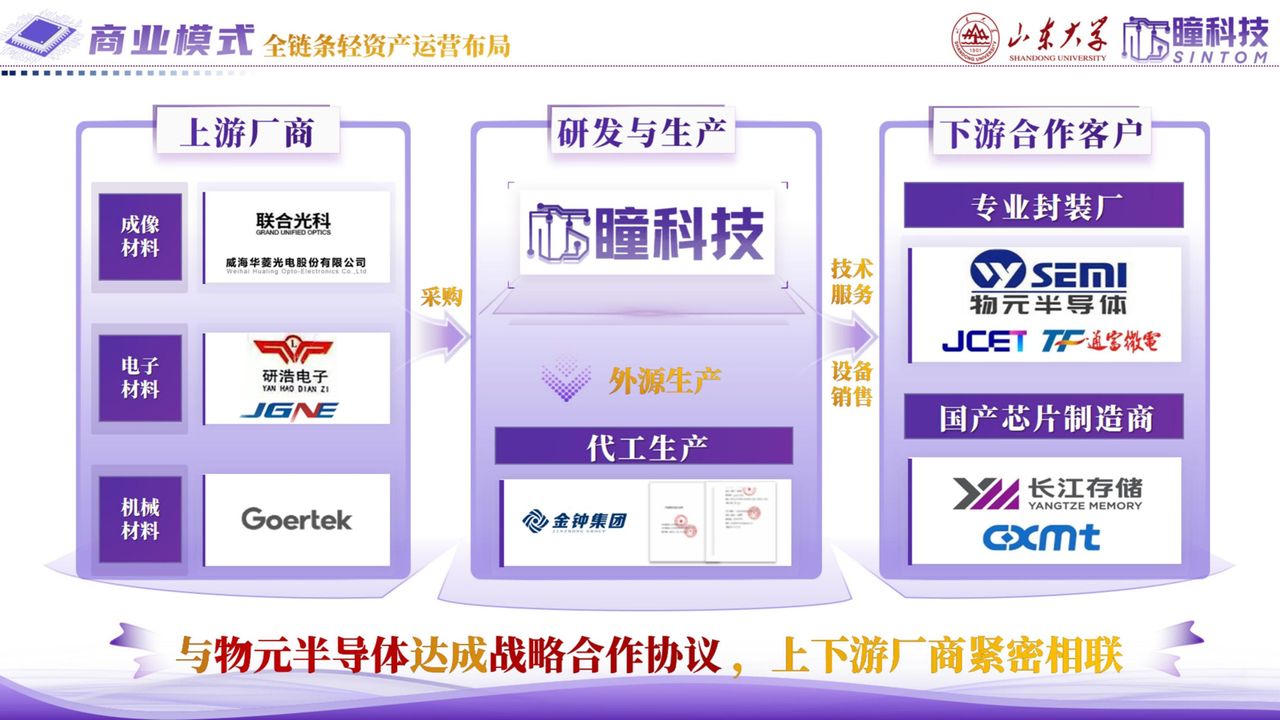 商业模式 全链条轻资产运营布局
山东大学
SHANDONG UNIVERSITY
1901
芯瞳科技
SINTOM
上游厂商
成像
材料
联合光科
GRAND UNIFIED OPTICS
威海华菱光电股份有限公司
Weihai Hualing Opto-Electronics Co.,Ltd
电子
材料
研浩电子
YAN HAO DIAN ZI
JGNE
机械
材料
Goertek
采购
研发与生产
芯瞳科技
外源生产
代工生产
金钟集团
技术
服务
设备
销售
下游合作客户
专业封装厂
SEMI
物元半导体
JCET
TF通富微電
国产芯片制造商
长江存储
YANGTZE MEMORY
CXMT
与物元半导体达成战略合作协议，上下游厂商紧密相联